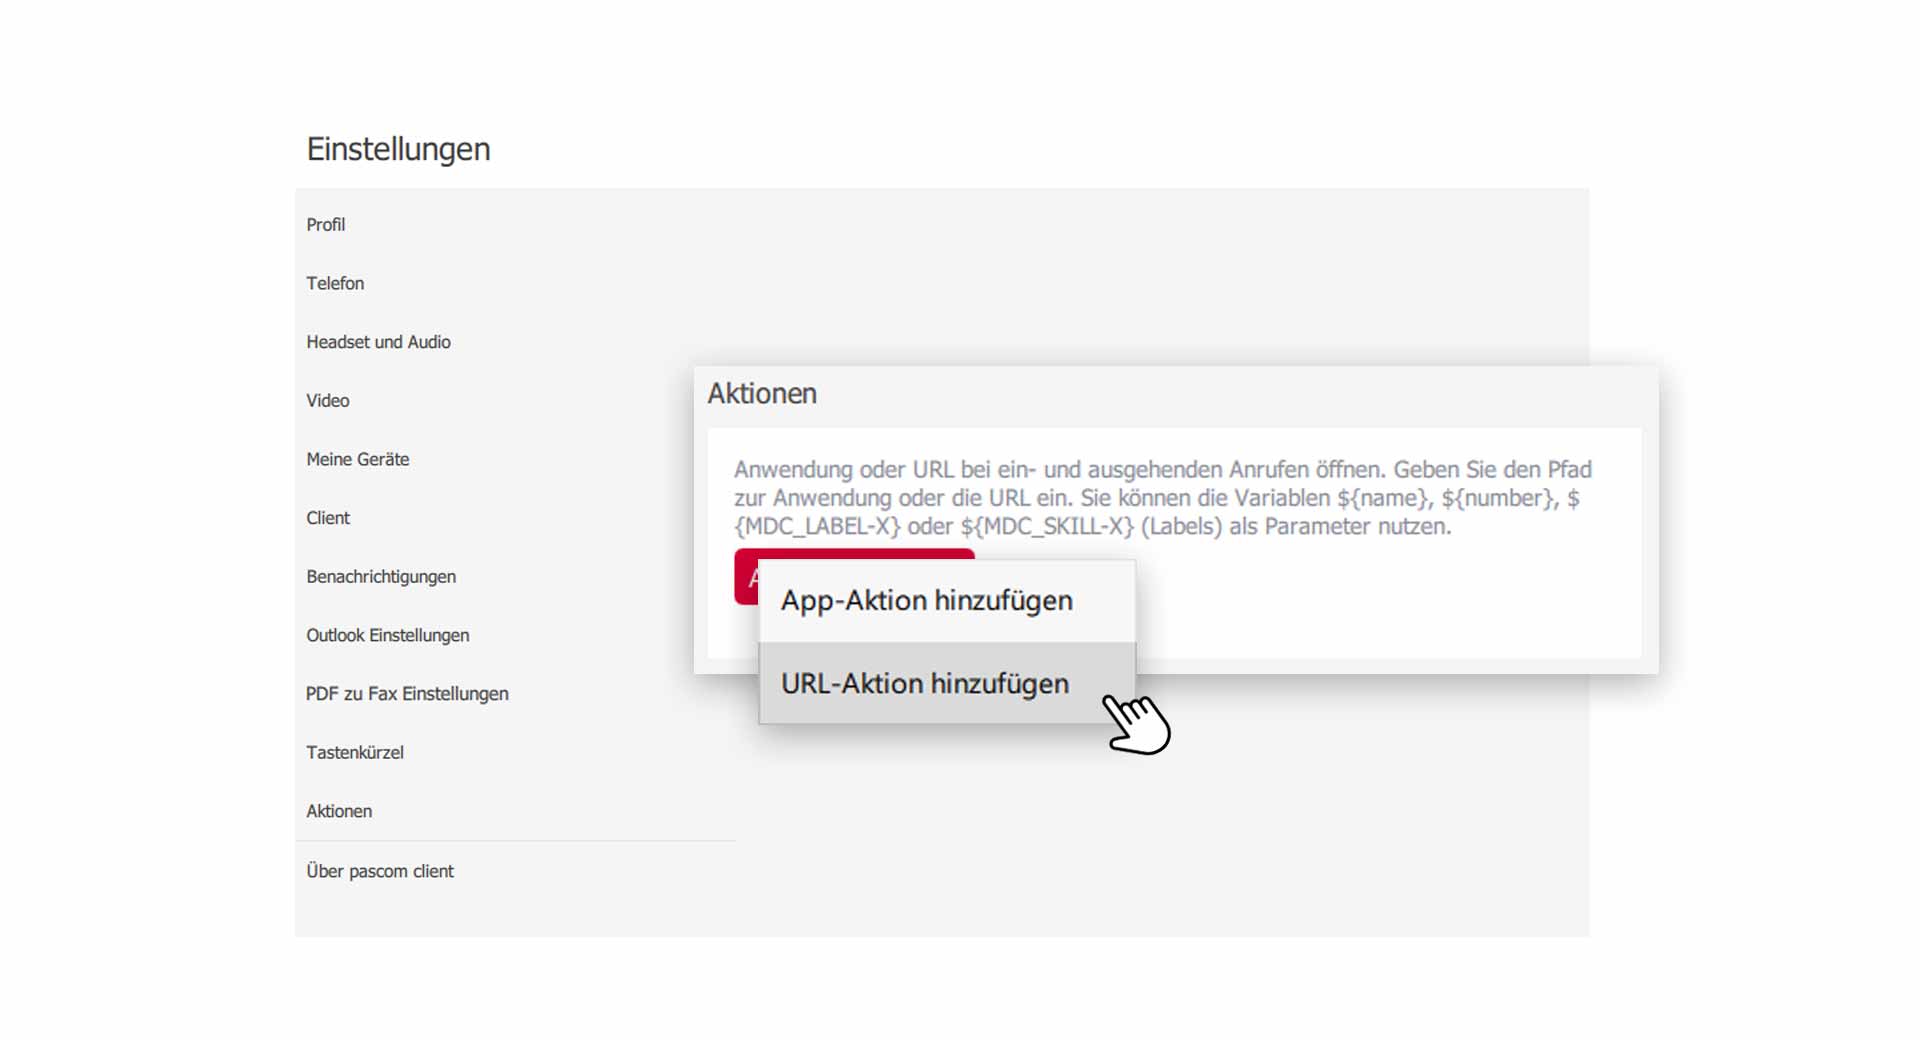 Einstellungen
Profil
Telefon
Headset und Audio
Video
Meine Geräte
Client
Benachrichtigungen
Outlook Einstellungen
PDF zu Fax Einstellungen
Tastenkürzel
Aktionen
Über pascom client
Aktionen
Anwendung oder URL bei ein- und ausgehenden Anrufen öffnen. Geben Sie den Pfad
zur Anwendung oder die URL ein. Sie können die Variablen ${name}, ${number}, $
{MDC_LABEL-X} oder ${MDC_SKILL-X} (Labels) als Parameter nutzen.
App-Aktion hinzufügen
URL-Aktion hinzufügen